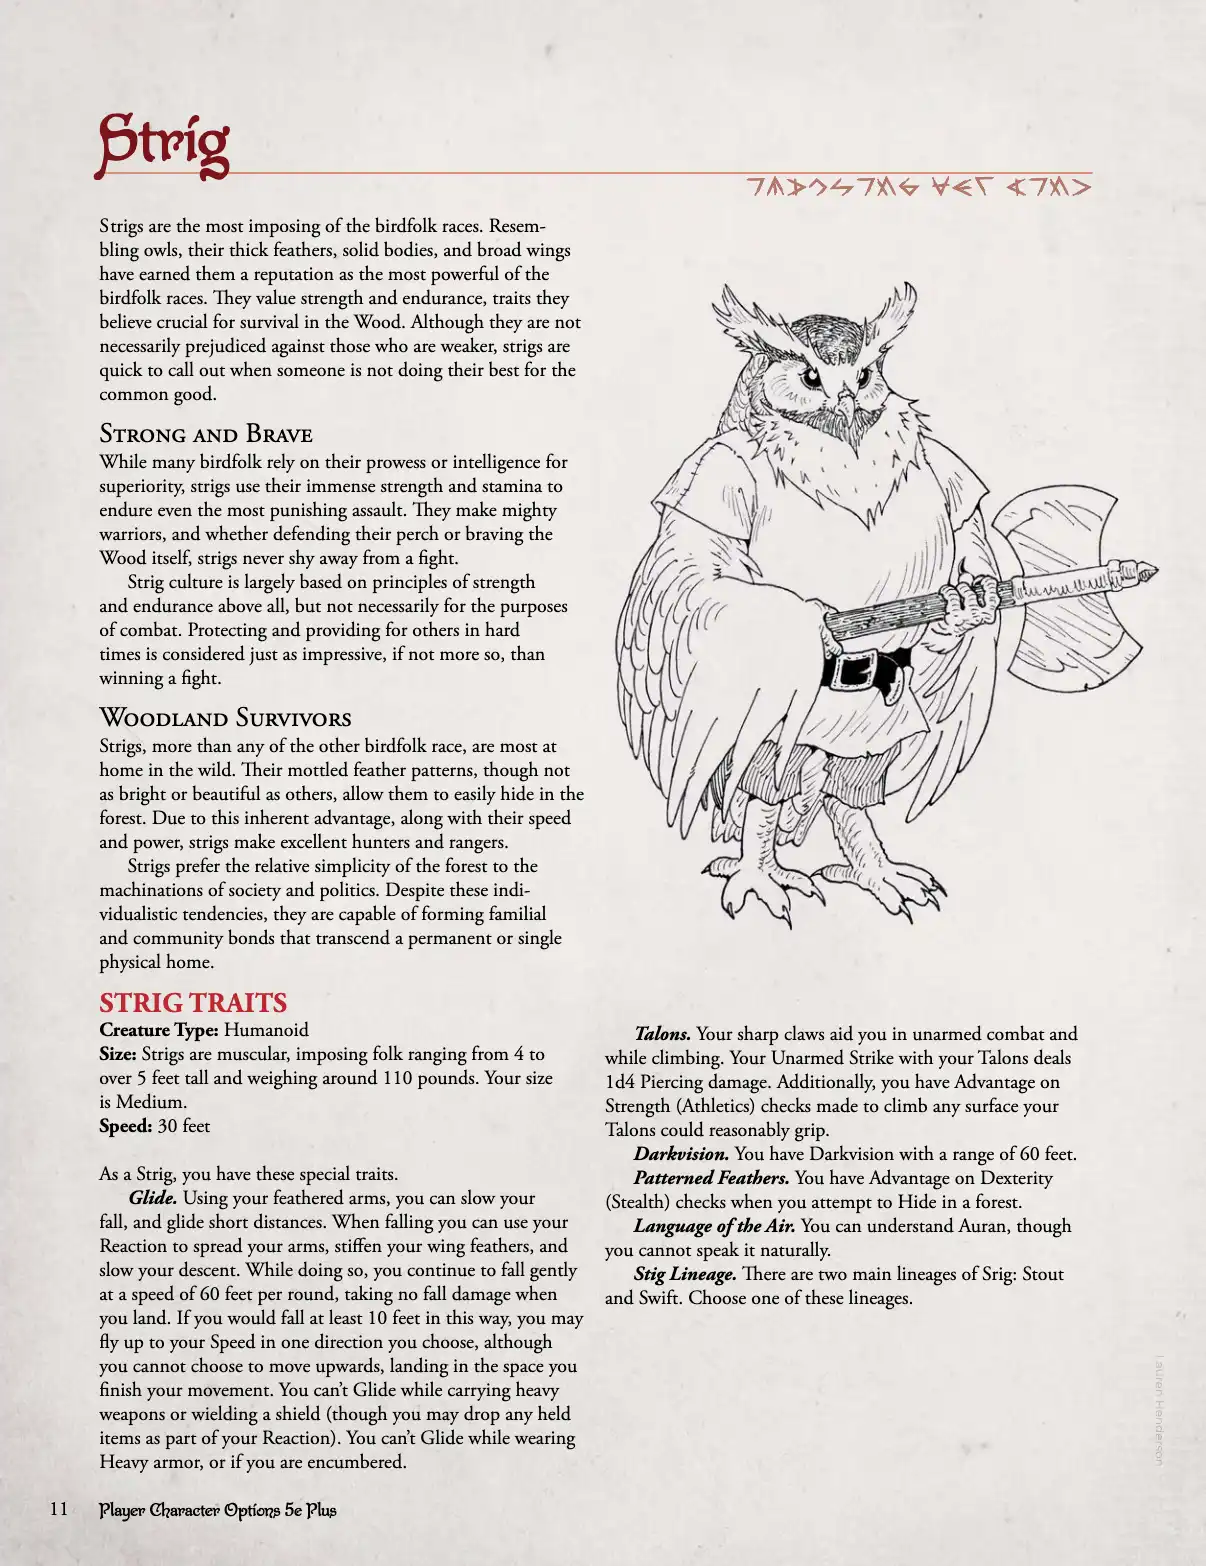 Strig
Strigs are the most imposing of the birdfolk races. Resem-
bling owls, their thick feathers, solid bodies, and broad wings
have earned them a reputation as the most powerful of the
birdfolk races. They value strength and endurance, traits they
believe crucial for survival in the Wood. Although they are not
necessarily prejudiced against those who are weaker, strigs are
quick to call out when someone is not doing their best for the
common good.
Strong and Brave
While many birdfolk rely on their prowess or intelligence for
superiority, strigs use their immense strength and stamina to
endure even the most punishing assault. They make mighty
warriors, and whether defending their perch or braving the
Wood itself, strigs never shy away from a fight.
Strig culture is largely based on principles of strength
and endurance above all, but not necessarily for the purposes
of combat. Protecting and providing for others in hard
times is considered just as impressive, if not more so, than
winning a fight.
Woodland Survivors
Strigs, more than any of the other birdfolk race, are most at
home in the wild. Their mottled feather patterns, though not
as bright or beautiful as others, allow them to easily hide in the
forest. Due to this inherent advantage, along with their speed
and power, strigs make excellent hunters and rangers.
Strigs prefer the relative simplicity of the forest to the
machinations of society and politics. Despite these indi-
vidualistic tendencies, they are capable of forming familial
and community bonds that transcend a permanent or single
physical home.
STRIG TRAITS
Creature Type: Humanoid
Size: Strigs are muscular, imposing folk ranging from 4 to
over 5 feet tall and weighing around 110 pounds. Your size
is Medium.
Speed: 30 feet
As a Strig, you have these special traits.
Glide. Using your feathered arms, you can slow your
fall, and glide short distances. When falling you can use your
Reaction to spread your arms, stiffen your wing feathers, and
slow your descent. While doing so, you continue to fall gently
at a speed of 60 feet per round, taking no fall damage when
you land. If you would fall at least 10 feet in this way, you may
fly up to your Speed in one direction you choose, although
you cannot choose to move upwards, landing in the space you
finish your movement. You can't Glide while carrying heavy
weapons or wielding a shield (though you may drop any held
items as part of your Reaction). You can't Glide while wearing
Heavy armor, or if you are encumbered.
Talons. Your sharp claws aid you in unarmed combat and
while climbing. Your Unarmed Strike with your Talons deals
1d4 Piercing damage. Additionally, you have Advantage on
Strength (Athletics) checks made to climb any surface your
Talons could reasonably grip.
Darkvision. You have Darkvision with a range of 60 feet.
Patterned Feathers. You have Advantage on Dexterity
(Stealth) checks when you attempt to Hide in a forest.
Language of the Air. You can understand Auran, though
you cannot speak it naturally.
Stig Lineage. There are two main lineages of Srig: Stout
and Swift. Choose one of these lineages.
Lauren Henderson
11 Player Character Options 5e Plus